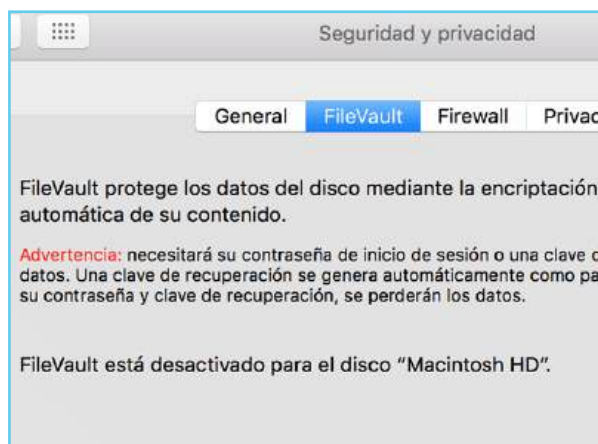 Seguridad y privacidad
General FileVault Firewall
FileVault protege los datos del disco mediante la encriptación
automática de su contenido.
Advertencia: necesitará su contraseña de inicio de sesión o una clave
datos. Una clave de recuperación se genera automáticamente como
su contraseña y clave de recuperación, se perderán los datos.
FileVault está desactivado para el disco “Macintosh HD”.